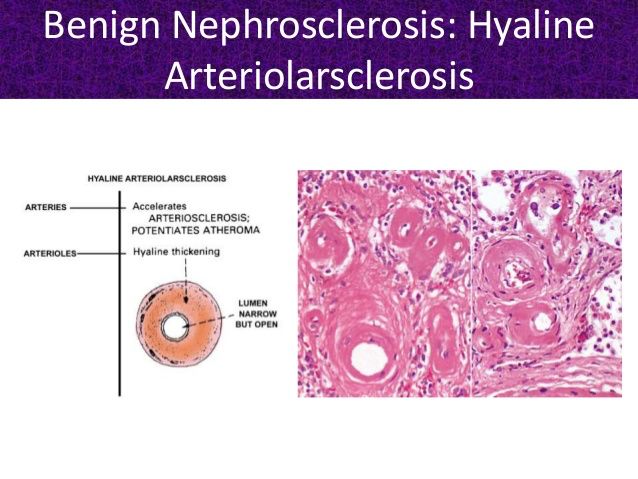 Benign Nephrosclerosis: Hyaline
Arteriolarsclerosis
HYALINE ARTERIOLARSCLEROSIS
ARTERIES
Accelerates
ARTERIOSCLEROSIS;
POTENTIATES ATHEROMA
ARTERIOLES
Hyaline thickening
LUMEN
NARROW
BUT OPEN